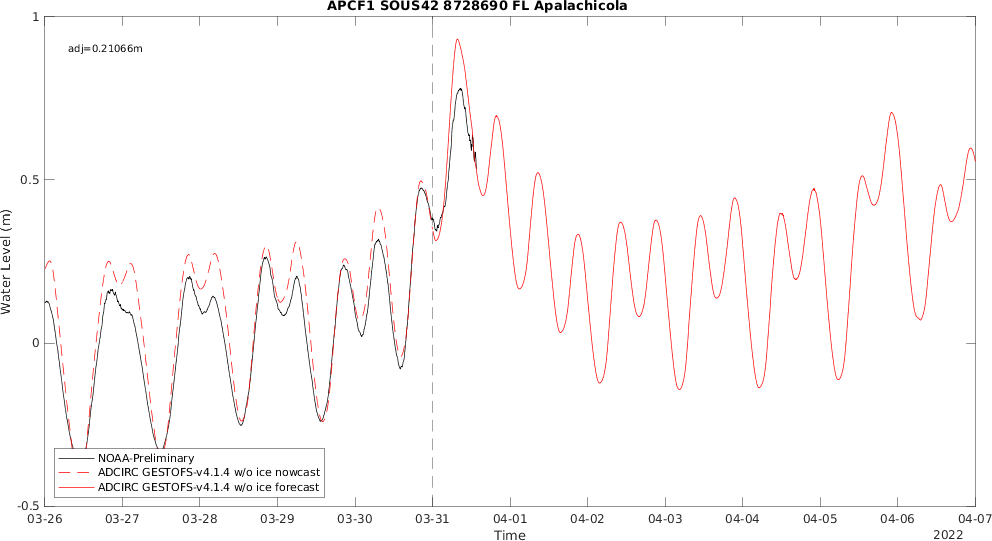 APCF1 SOUS42 8728690 FL Apalachicola
adj=0.21066m
Water Level (m)
1
0.5
0
-0.5
NOAA-Preliminary
ADCIRC GESTOFS-v4.1.4 w/o ice nowcast
ADCIRC GESTOFS-v4.1.4 w/o ice forecast
03-26 03-27 03-28 03-29 03-30 03-31 04-01 04-02 04-03 04-04 04-05 04-06 04-07
Time
2022